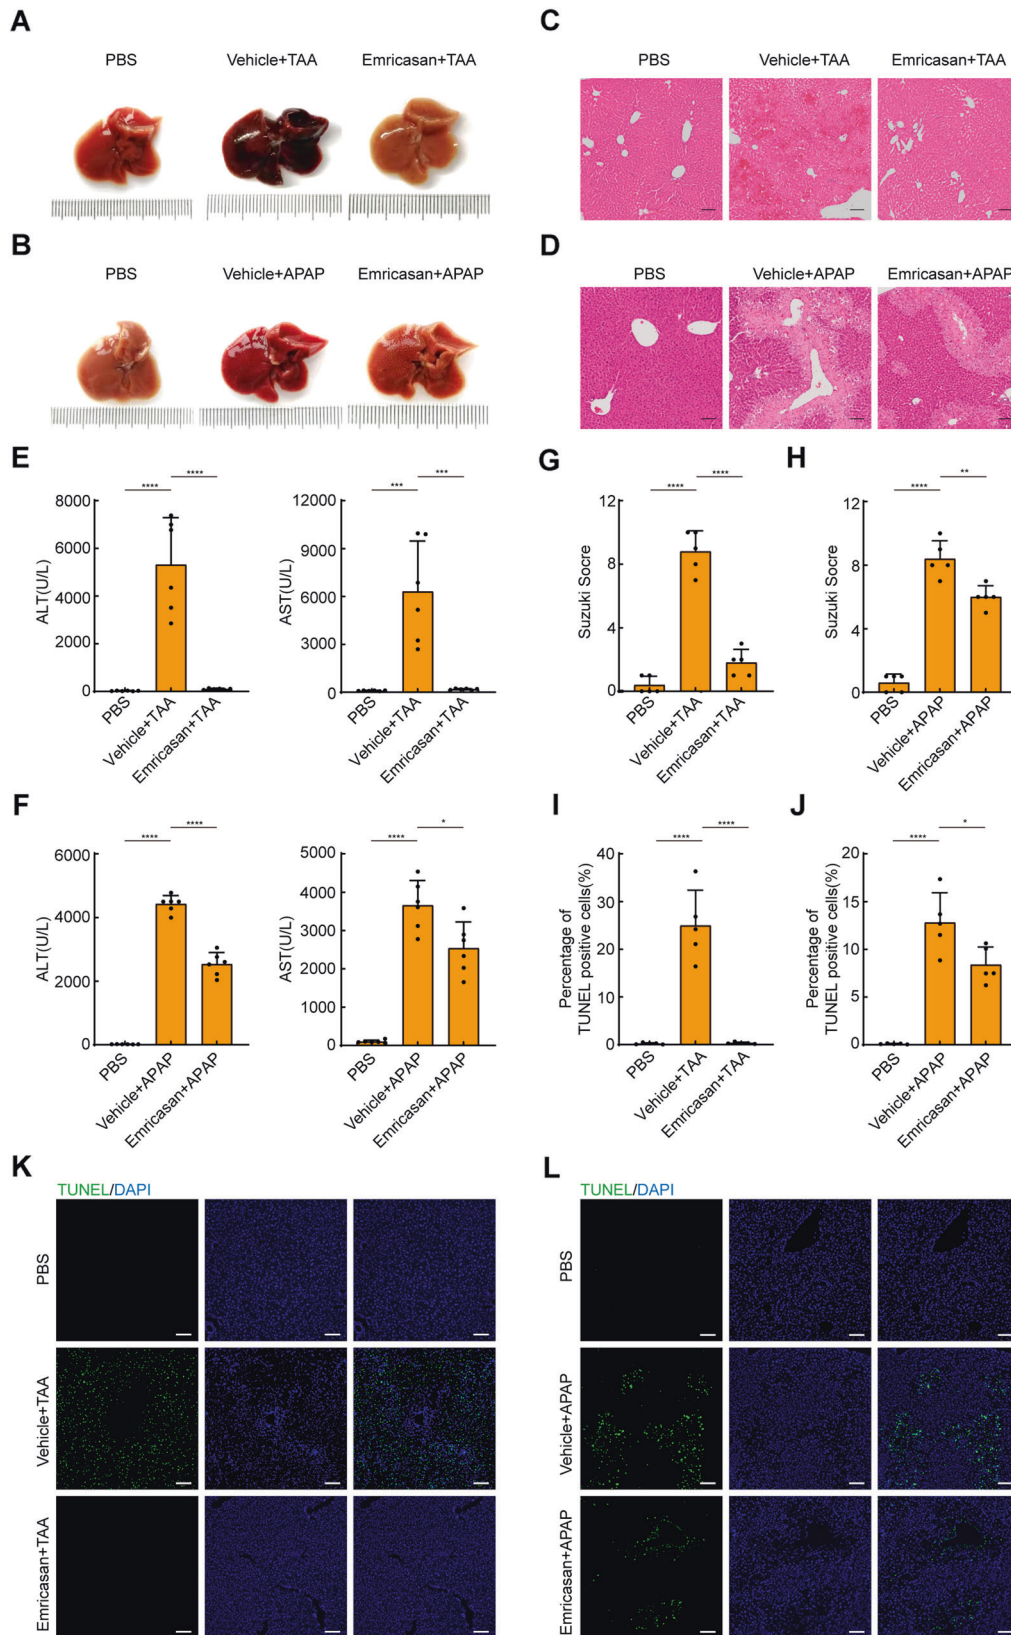 A
PBS
Vehicle+TAA
Emricasan+TAA
B
PBS
Vehicle+APAP
Emricasan+APAP
C
PBS
Vehicle+TAA
Emricasan+TAA
D
PBS
Vehicle+APAP
Emricasan+APAP
E
ALT(U/L)
8000
6000
4000
2000
0
****
****
PBS
Vehicle+TAA
Emricasan+TAA
AST(U/L)
12000
9000
6000
3000
0
***
***
PBS
Vehicle+TAA
Emricasan+TAA
G
Suzuki Socre
12
8
4
0
****
****
PBS
Vehicle+TAA
Emricasan+TAA
H
Suzuki Socre
12
8
4
0
****
**
PBS
Vehicle+APAP
Emricasan+APAP
F
ALT(U/L)
6000
4000
2000
0
****
****
PBS
Vehicle+APAP
Emricasan+APAP
AST(U/L)
5000
4000
3000
2000
1000
0
****
*
PBS
Vehicle+APAP
Emricasan+APAP
I
Percentage of
TUNEL positive cells(%)
40
30
20
10
0
****
****
PBS
Vehicle+TAA
Emricasan+TAA
J
Percentage of
TUNEL positive cells(%)
20
15
10
5
0
****
*
PBS
Vehicle+APAP
Emricasan+APAP
K
TUNEL/DAPI
PBS
Vehicle+TAA
Emricasan+TAA
L
TUNEL/DAPI
PBS
Vehicle+APAP
Emricasan+APAP